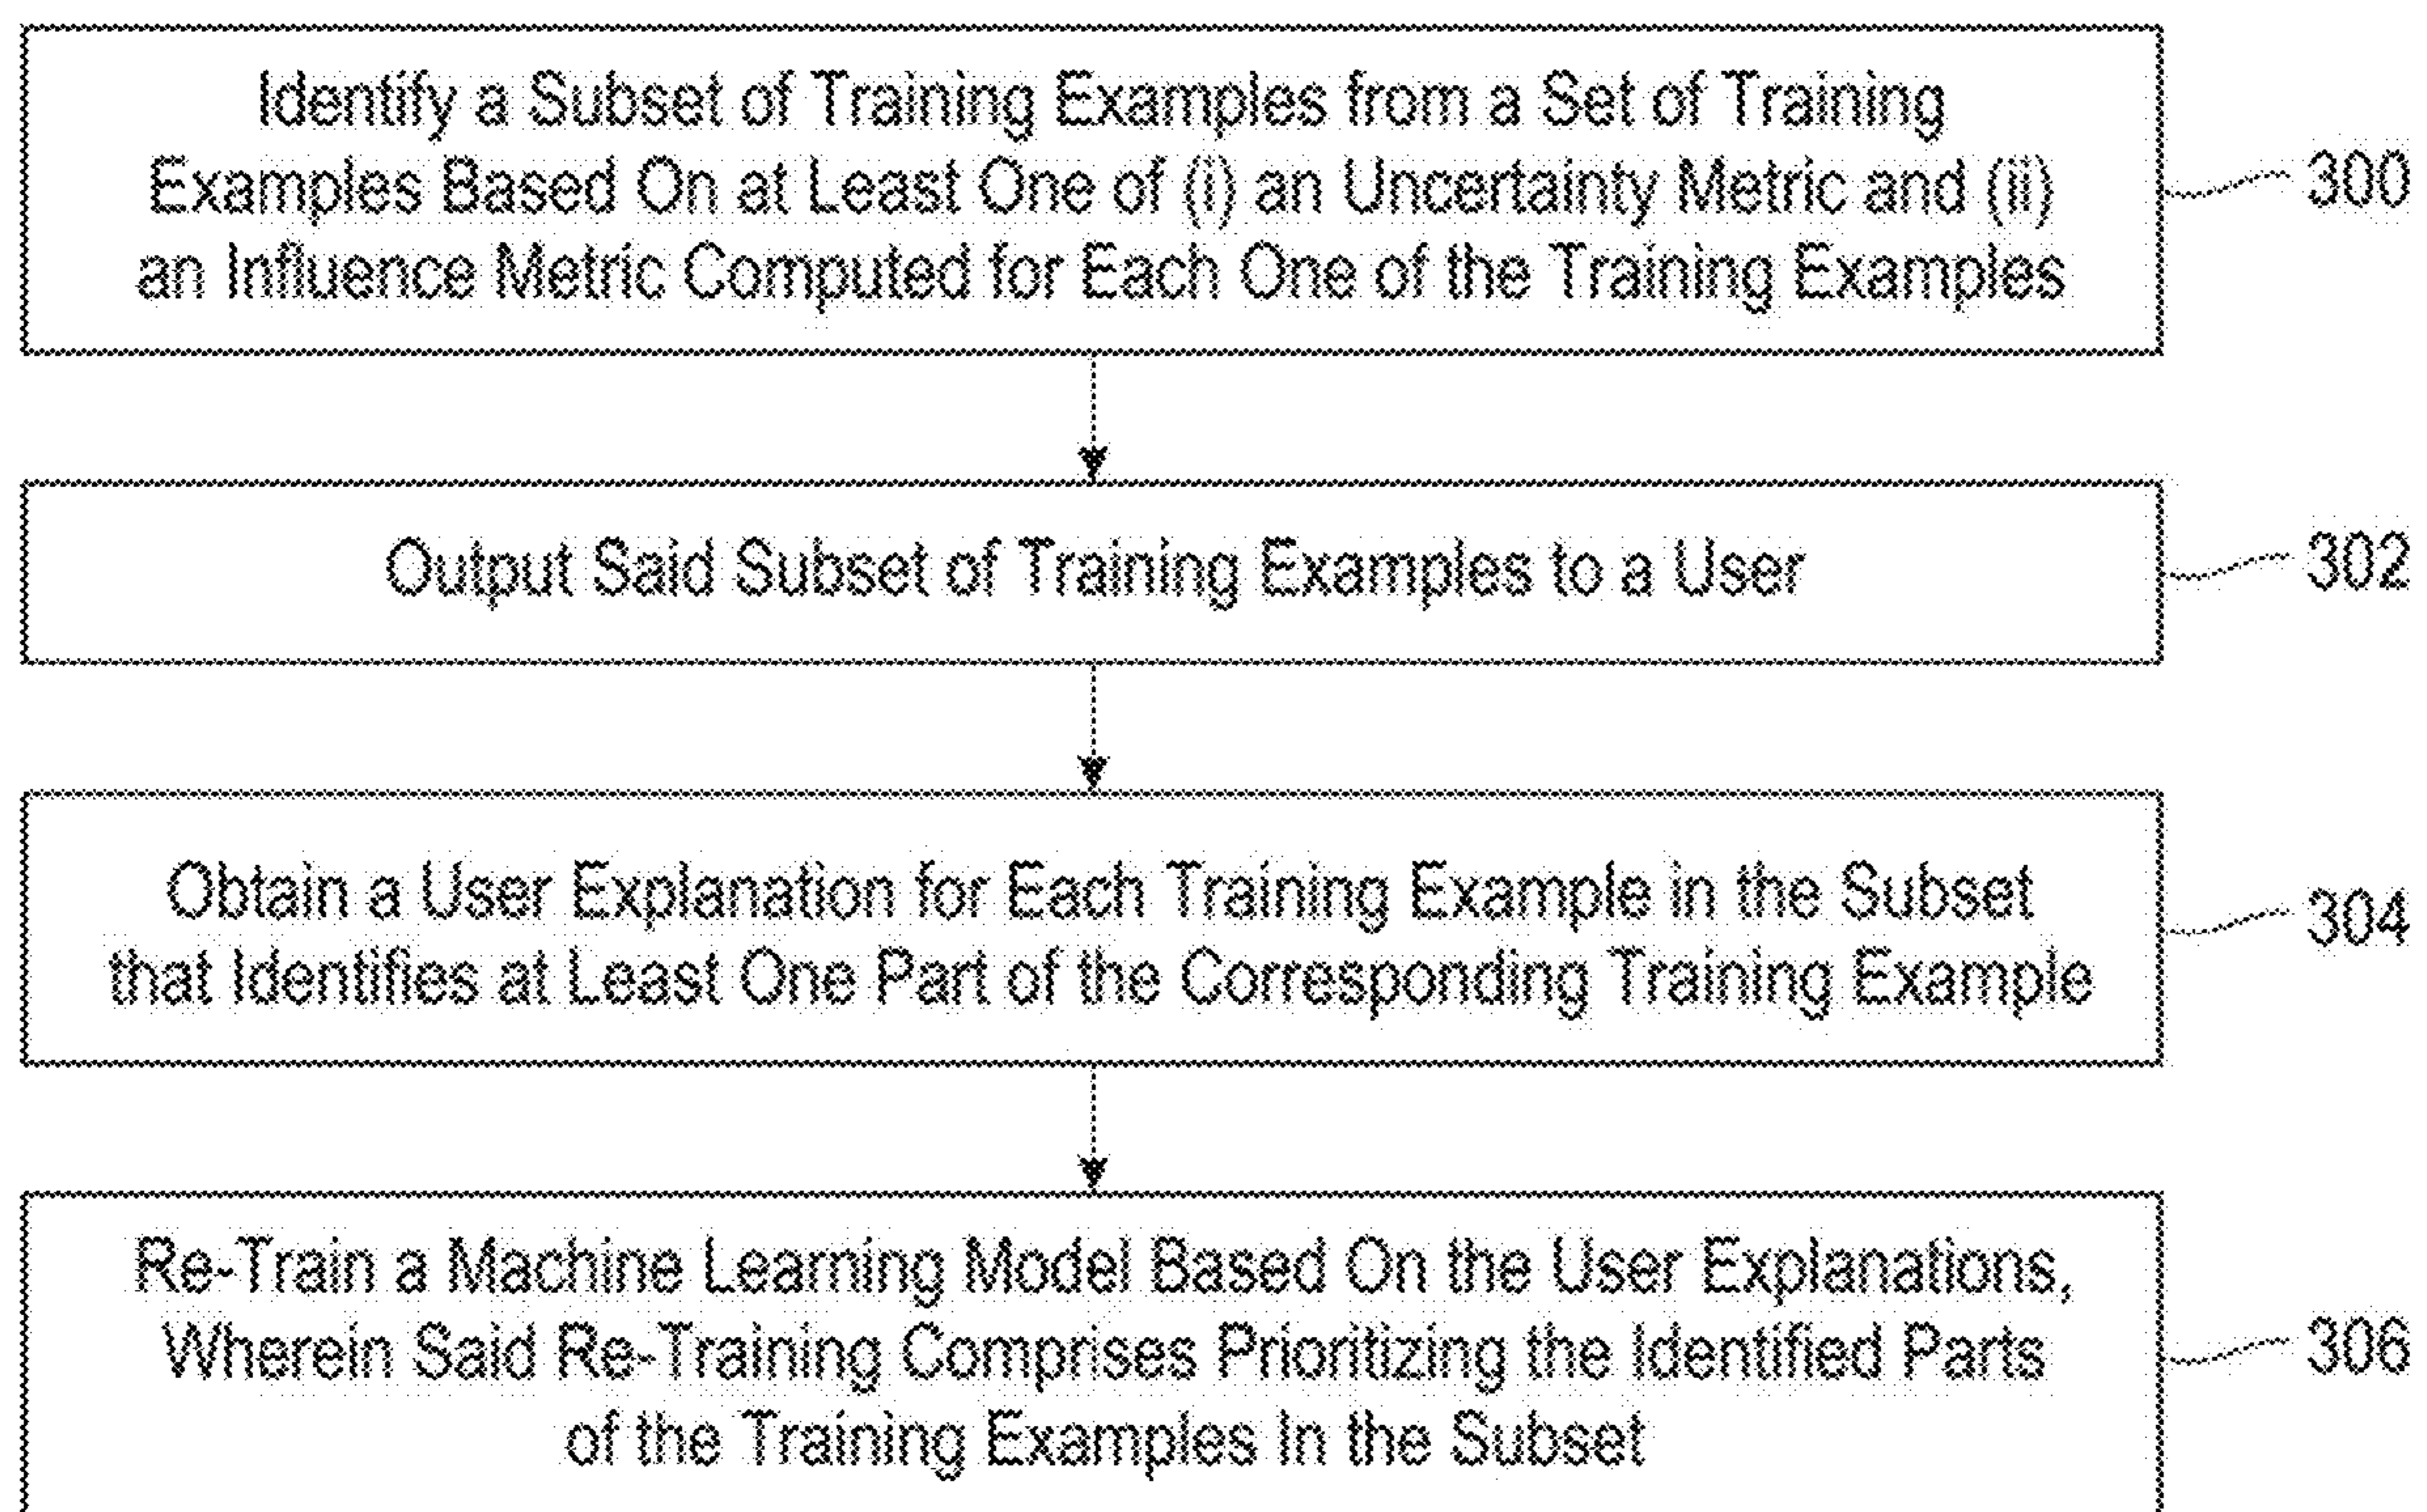 Identify a Subset of Training Examples from a Set of Training
Examples Based On at Least One of (i) an Uncertainty Metric and (ii)
an Influence Metric Computed for Each One of the Training Examples
300
Output Said Subset of Training Examples to a User
302
Obtain a User Explanation for Each Training Example in the Subset
that Identifies at Least One Part of the Corresponding Training Example
304
Re-Train a Machine Learning Model Based On the User Explanations,
Wherein Said Re-Training Comprises Prioritizing the Identified Parts
of the Training Examples In the Subset
306